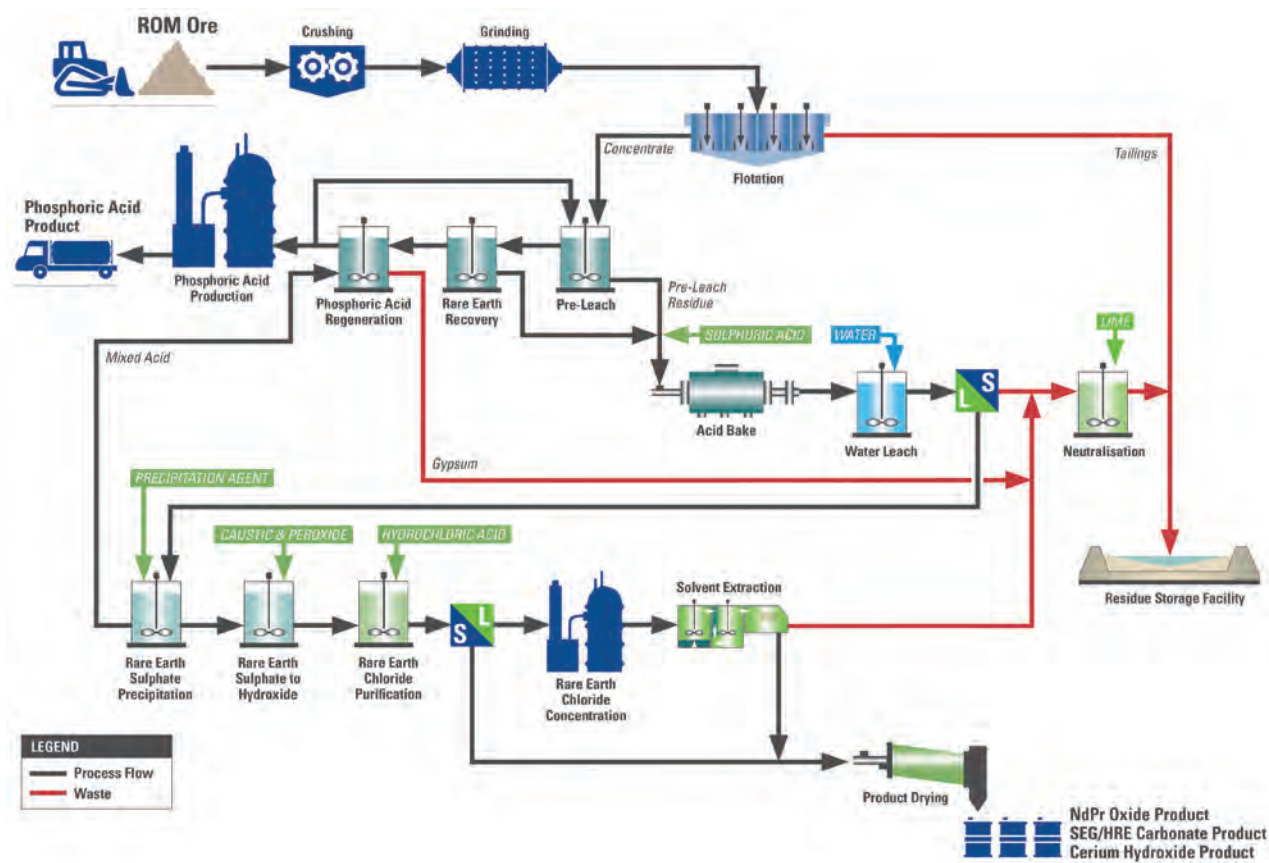 ROM Ore
Crushing
Grinding
Concentrate
Tailings
Flotation
Phosphoric Acid
Product
Phosphoric Acid
Production
Phosphoric Acid
Regeneration
Rare Earth
Recovery
Pre-Leach
Pre-Leach
Residue
SULPHURIC ACID
WATER
LIME
Mixed Acid
S
L
Acid Bake
Water Leach
Neutralisation
Gypsum
PRECIPITATION AGENT
CAUSTIC & PEROXIDE
HYDROCHLORIC ACID
Solvent Extraction
Residue Storage Facility
L
S
Rare Earth
Sulphate
Precipitation
Rare Earth
Sulphate to
Hydroxide
Rare Earth
Chloride
Purification
Rare Earth
Chloride
Concentration
LEGEND
Process Flow
Waste
Product Drying
NdPr Oxide Product
SEG/HRE Carbonate Product
Cerium Hydroxide Product